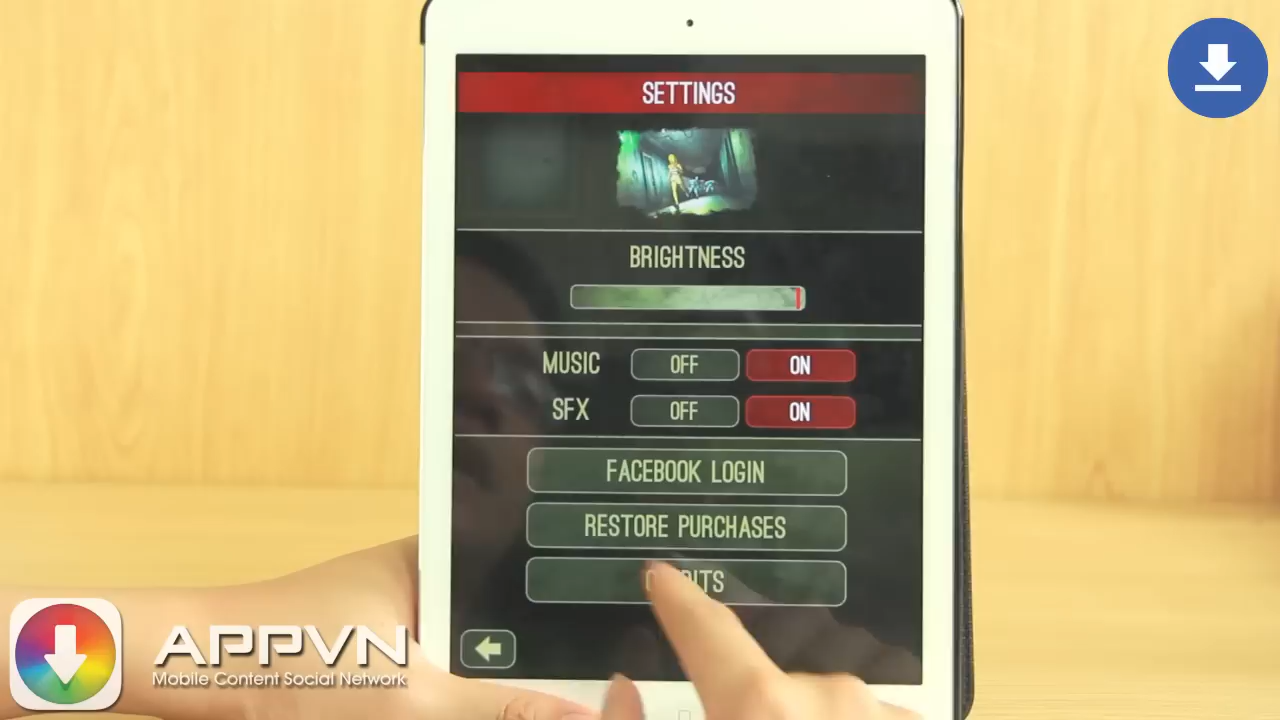 SETTINGS
BRIGHTNESS
MUSIC OFF ON
SFX OFF ON
FACEBOOK LOGIN
RESTORE PURCHASES
APPVN
Mobile Content Social Network